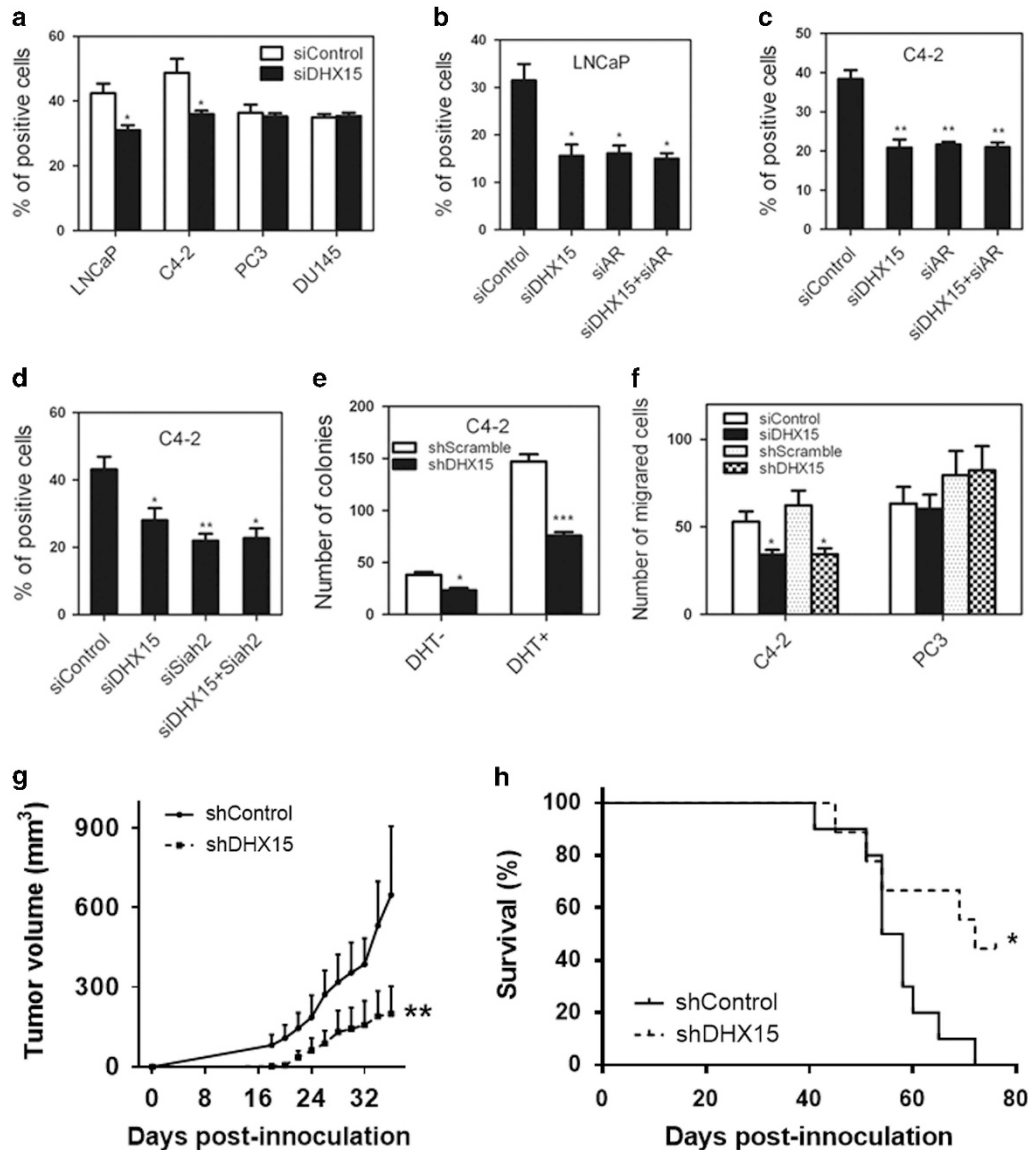 a
% of positive cells
60
40
20
0
siControl
siDHX15
*
*
LNCaP
C4-2
PC3
DU145
b
% of positive cells
40
30
20
10
0
LNCaP
*
*
*
siControl
siDHX15
siAR
siDHX15+siAR
c
% of positive cells
50
40
30
20
10
0
C4-2
**
**
**
siControl
siDHX15
siAR
siDHX15+siAR
d
% of positive cells
60
40
20
0
C4-2
*
**
*
siControl
siDHX15
siSiah2
siDHX15+Siah2
e
Number of colonies
200
150
100
50
0
C4-2
shScramble
shDHX15
*
***
DHT-
DHT+
f
Number of migrared cells
100
50
0
siControl
siDHX15
shScramble
shDHX15
*
*
C4-2
PC3
g
Tumor volume (mm³)
900
600
300
0
shControl
shDHX15
**
0 8 16 24 32
Days post-innoculation
h
Survival (%)
100
80
60
40
20
0
*
shControl
shDHX15
0 20 40 60 80
Days post-innoculation